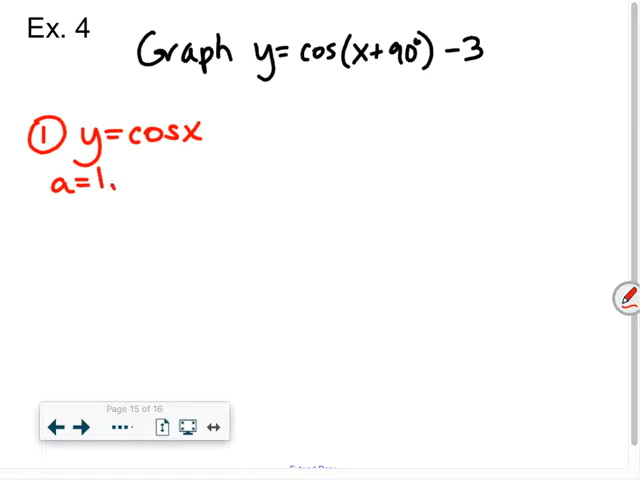 Ex. 4
Graph y = cos(x + 90°) - 3
① y = cosx
a = 1,
Page 15 of 16